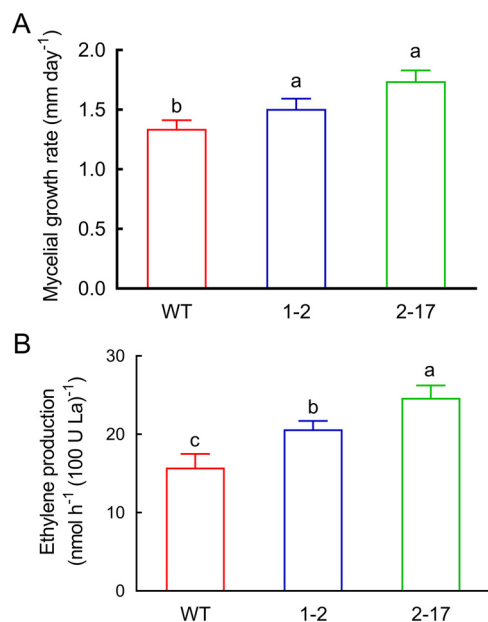 A
Mycelial growth rate (mm day⁻¹)
2.0
1.5
1.0
0.5
0.0
b
a
a
WT
1-2
2-17
B
Ethylene production
(nmol h⁻¹ (100 U La)⁻¹)
30
20
10
0
c
b
a
WT
1-2
2-17